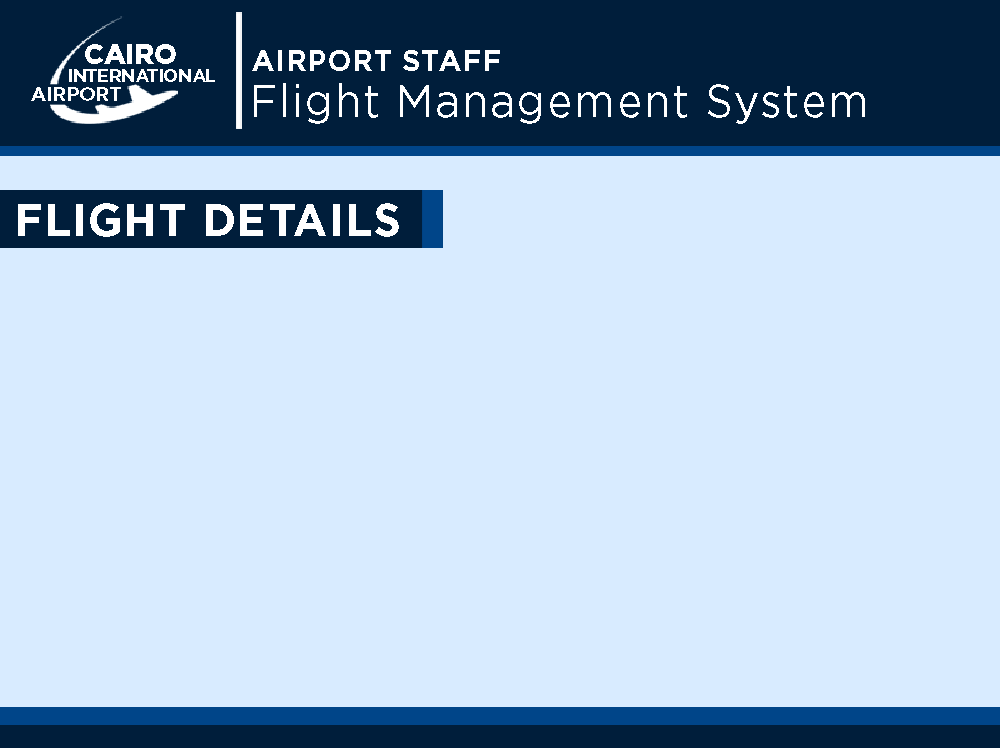 CAIRO
INTERNATIONAL
AIRPORT
AIRPORT STAFF
Flight Management System
FLIGHT DETAILS